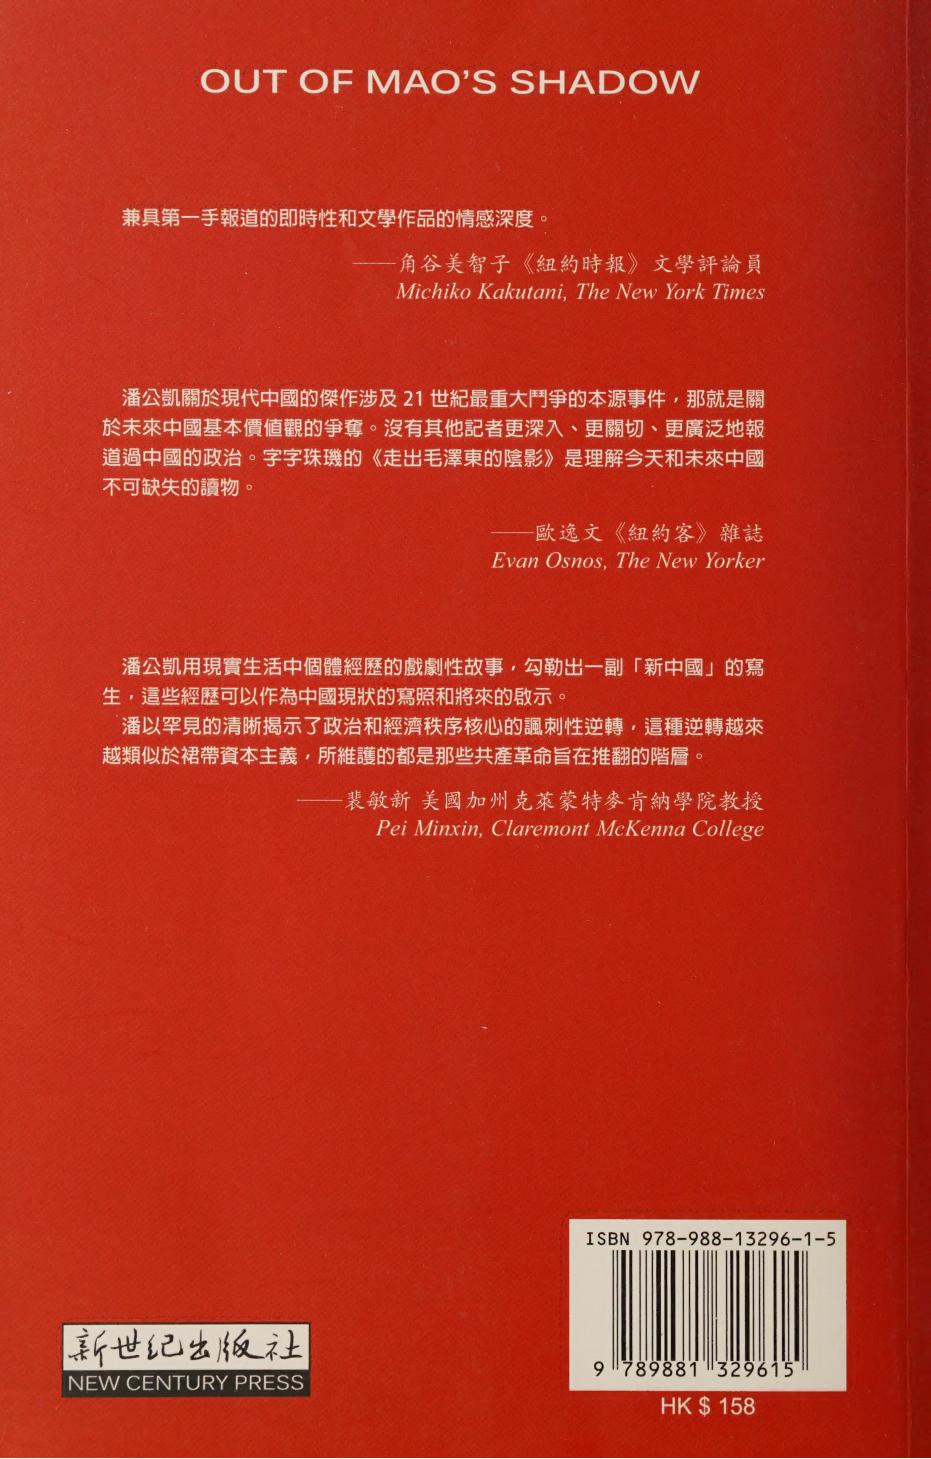 OUT OF MAO'S SHADOW
兼具第一手報道的即時性和文學作品的情感深度。
——角谷美智子《紐約時報》文學評論員
Michiko Kakutani, The New York Times
潘公凱關於現代中國的傑作涉及 21 世紀最重大鬥爭的本源事件，那就是關
於未來中國基本價值觀的爭奪。沒有其他記者更深入、更關切、更廣泛地報
道過中國的政治。字字珠璣的《走出毛澤東的陰影》是理解今天和未來中國
不可缺失的讀物。
——歐逸文《紐約客》雜誌
Evan Osnos, The New Yorker
潘公凱用現實生活中個體經歷的戲劇性故事，勾勒出一副「新中國」的寫
生，這些經歷可以作為中國現狀的寫照和將來的啟示。
潘以罕見的清晰揭示了政治和經濟秩序核心的諷刺性逆轉，這種逆轉越來
越類似於裙帶資本主義，所維護的都是那些共產革命旨在推翻的階層。
——裴敏新 美國加州克萊蒙特麥肯納學院教授
Pei Minxin, Claremont McKenna College
ISBN 978-988-13296-1-5
9 789881 329615
HK $ 158
新世纪出版社
NEW CENTURY PRESS